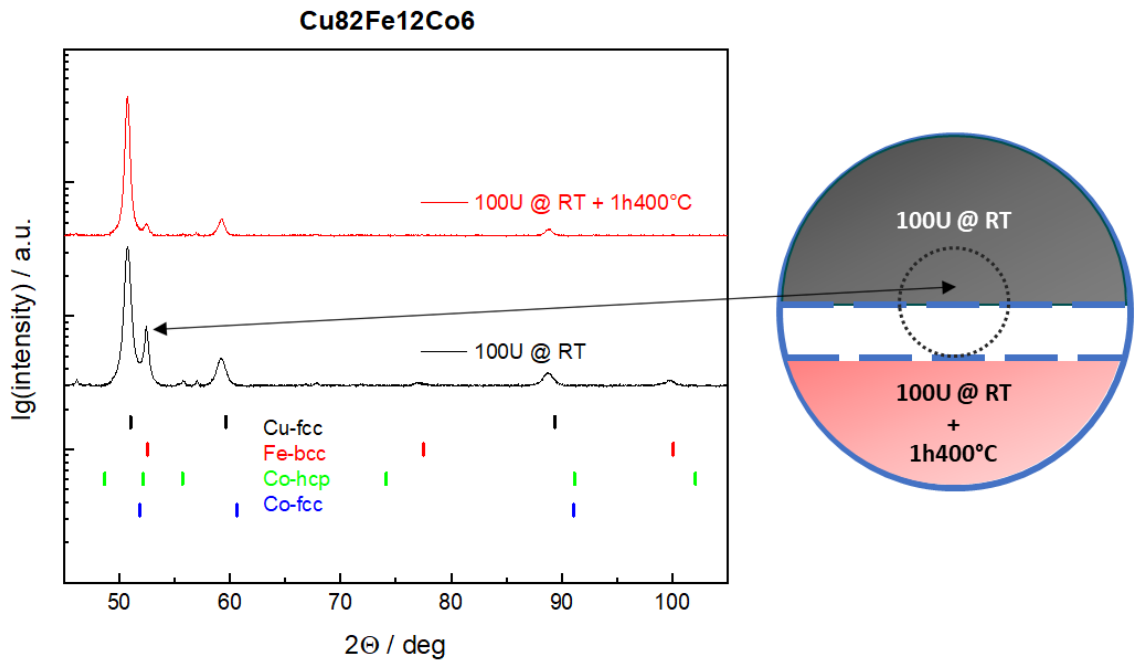 Cu82Fe12Co6
lg(intensity) / a.u.
100U @ RT + 1h400°C
100U @ RT
Cu-fcc
Fe-bcc
Co-hcp
Co-fcc
50 60 70 80 90 100
2Θ / deg
100U @ RT
100U @ RT
+
1h400°C